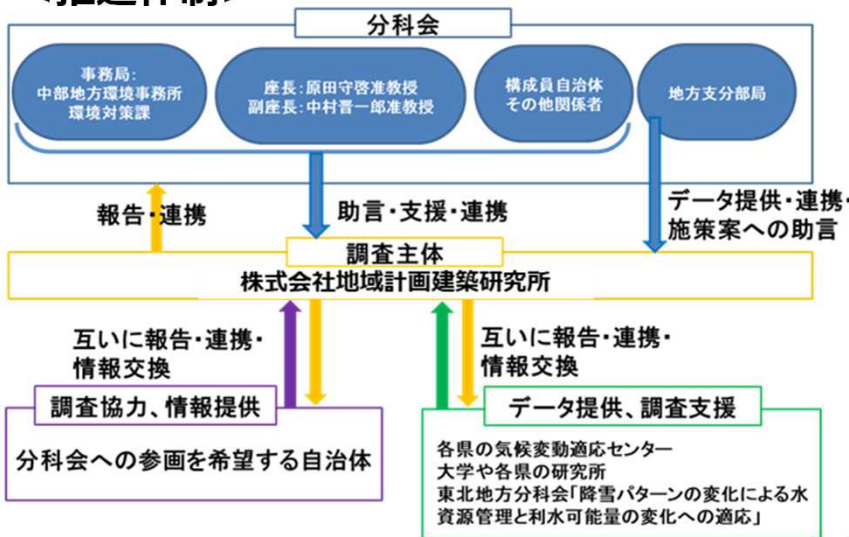 <推進体制>
分科会
事務局:
中部地方環境事務所
環境対策課
座長:原田守啓准教授
副座長:中村晋一郎准教授
構成員自治体
その他関係者
地方支分部局
報告・連携
助言・支援・連携
データ提供・連携・
施策案への助言
調査主体
株式会社地域計画建築研究所
互いに報告・連携・
情報交換
互いに報告・連携・
情報交換
調査協力、情報提供
分科会への参画を希望する自治体
データ提供、調査支援
各県の気候変動適応センター
大学や各県の研究所
東北地方分科会「降雪パターンの変化による水
資源管理と利水可能量の変化への適応」